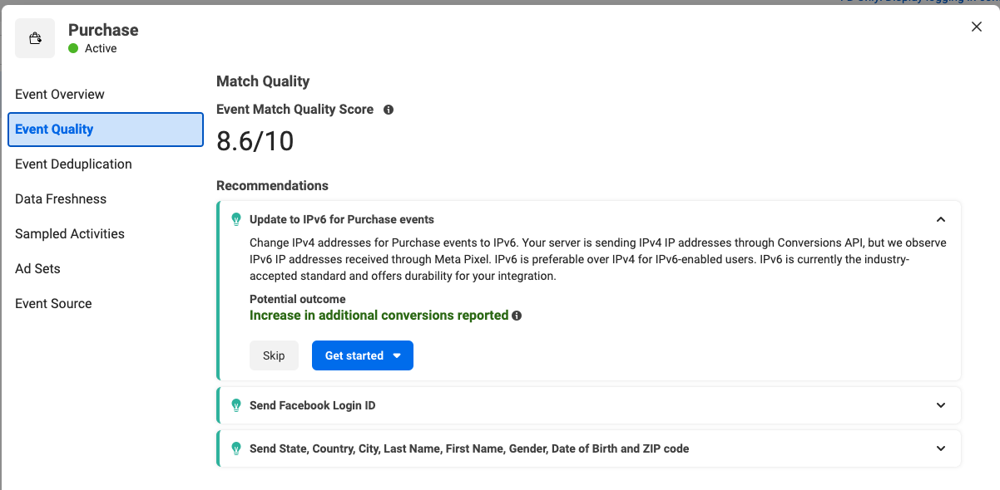 Purchase
Active
Event Overview
Event Quality
Event Deduplication
Data Freshness
Sampled Activities
Ad Sets
Event Source
Match Quality
Event Match Quality Score
8.6/10
Recommendations
Update to IPv6 for Purchase events
Change IPv4 addresses for Purchase events to IPv6. Your server is sending IPv4 IP addresses through Conversions API, but we observe
IPv6 IP addresses received through Meta Pixel. IPv6 is preferable over IPv4 for IPv6-enabled users. IPv6 is currently the industry-
accepted standard and offers durability for your integration.
Potential outcome
Increase in additional conversions reported
Skip
Get started
Send Facebook Login ID
Send State, Country, City, Last Name, First Name, Gender, Date of Birth and ZIP code